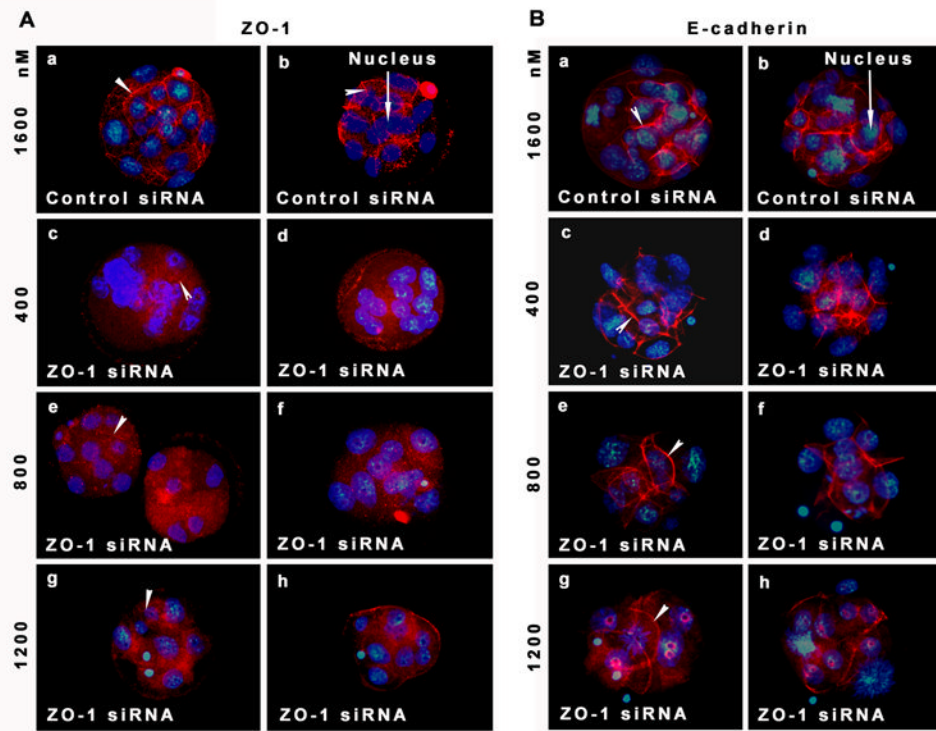 A
ZO-1
nM
1600
a
Control siRNA
b
Nucleus
Control siRNA
400
c
ZO-1 siRNA
d
ZO-1 siRNA
800
e
ZO-1 siRNA
f
ZO-1 siRNA
1200
g
ZO-1 siRNA
h
ZO-1 siRNA
B
E-cadherin
nM
1600
a
Control siRNA
b
Nucleus
Control siRNA
400
c
ZO-1 siRNA
d
ZO-1 siRNA
800
e
ZO-1 siRNA
f
ZO-1 siRNA
1200
g
ZO-1 siRNA
h
ZO-1 siRNA